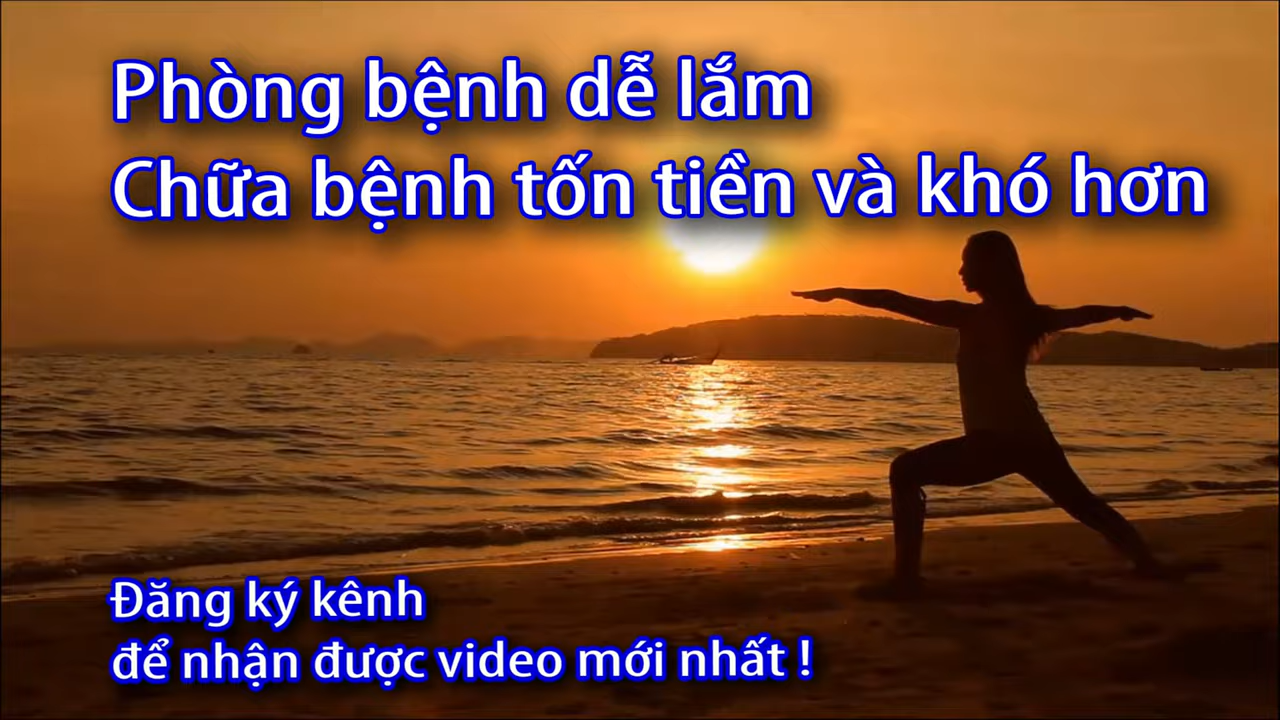 Phòng bệnh dễ lắm
Chữa bệnh tốn tiền và khó hơn
Đăng ký kênh
để nhận được video mới nhất !